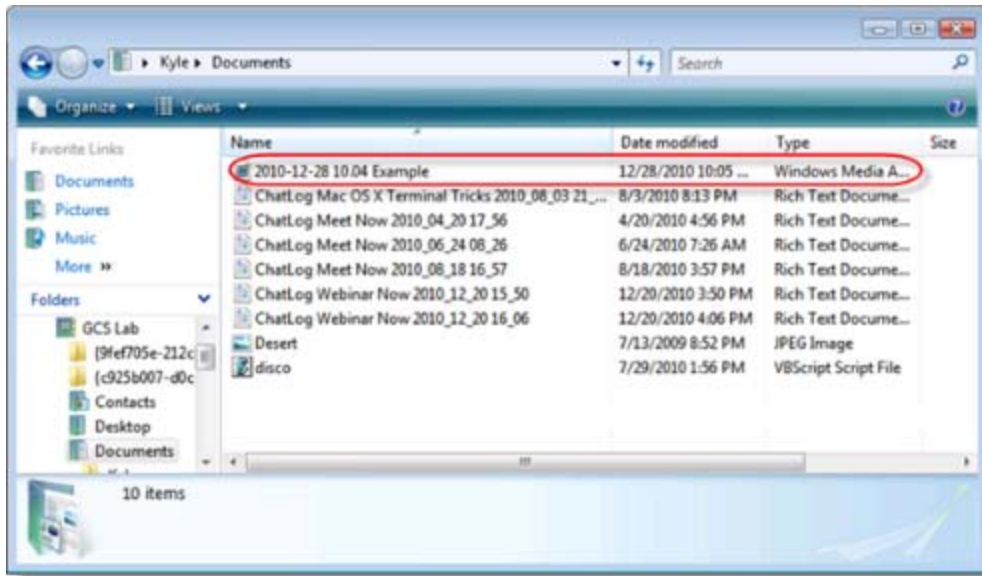 Kyle ▸ Documents Search
Organize Views
Favorite Links
Documents
Pictures
Music
More »
Folders
GCS Lab
{9fef705e-212c
{c925b007-d0c
Contacts
Desktop
Documents
Name Date modified Type Size
2010-12-28 10.04 Example 12/28/2010 10:05 ... Windows Media A...
ChatLog Mac OS X Terminal Tricks 2010_08_03 21_... 8/3/2010 8:13 PM Rich Text Docume...
ChatLog Meet Now 2010_04_20 17_56 4/20/2010 4:56 PM Rich Text Docume...
ChatLog Meet Now 2010_06_24 08_26 6/24/2010 7:26 AM Rich Text Docume...
ChatLog Meet Now 2010_08_18 16_57 8/18/2010 3:57 PM Rich Text Docume...
ChatLog Webinar Now 2010_12_20 15_50 12/20/2010 3:50 PM Rich Text Docume...
ChatLog Webinar Now 2010_12_20 16_06 12/20/2010 4:06 PM Rich Text Docume...
Desert 7/13/2009 8:52 PM JPEG Image
disco 7/29/2010 1:56 PM VBScript Script File
10 items